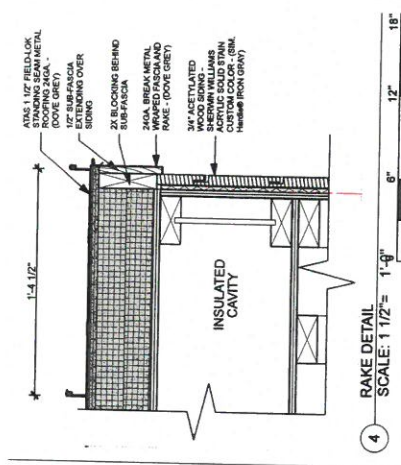 ATAS 1 1/2" FIELD-LOK
STANDING SEAM METAL
ROOFING 24GA. -
(DOVE GREY)
1/2" SUB-FASCIA
EXTENDING OVER
SIDING
2X BLOCKING BEHIND
SUB-FASCIA
24GA. BREAK METAL
WRAPED FASCIA AND
RAKE - (DOVE GREY)
3/4" ACETYLATED
WOOD SIDING -
SHERWIN WILLIAMS
ACRYLIC SOLID STAIN
CUSTOM COLOR - (SIM.
Hardie® IRON GRAY)
1'-4 1/2"
INSULATED
CAVITY
4
RAKE DETAIL
SCALE: 1 1/2"= 1'-0"
6"
12"
18"